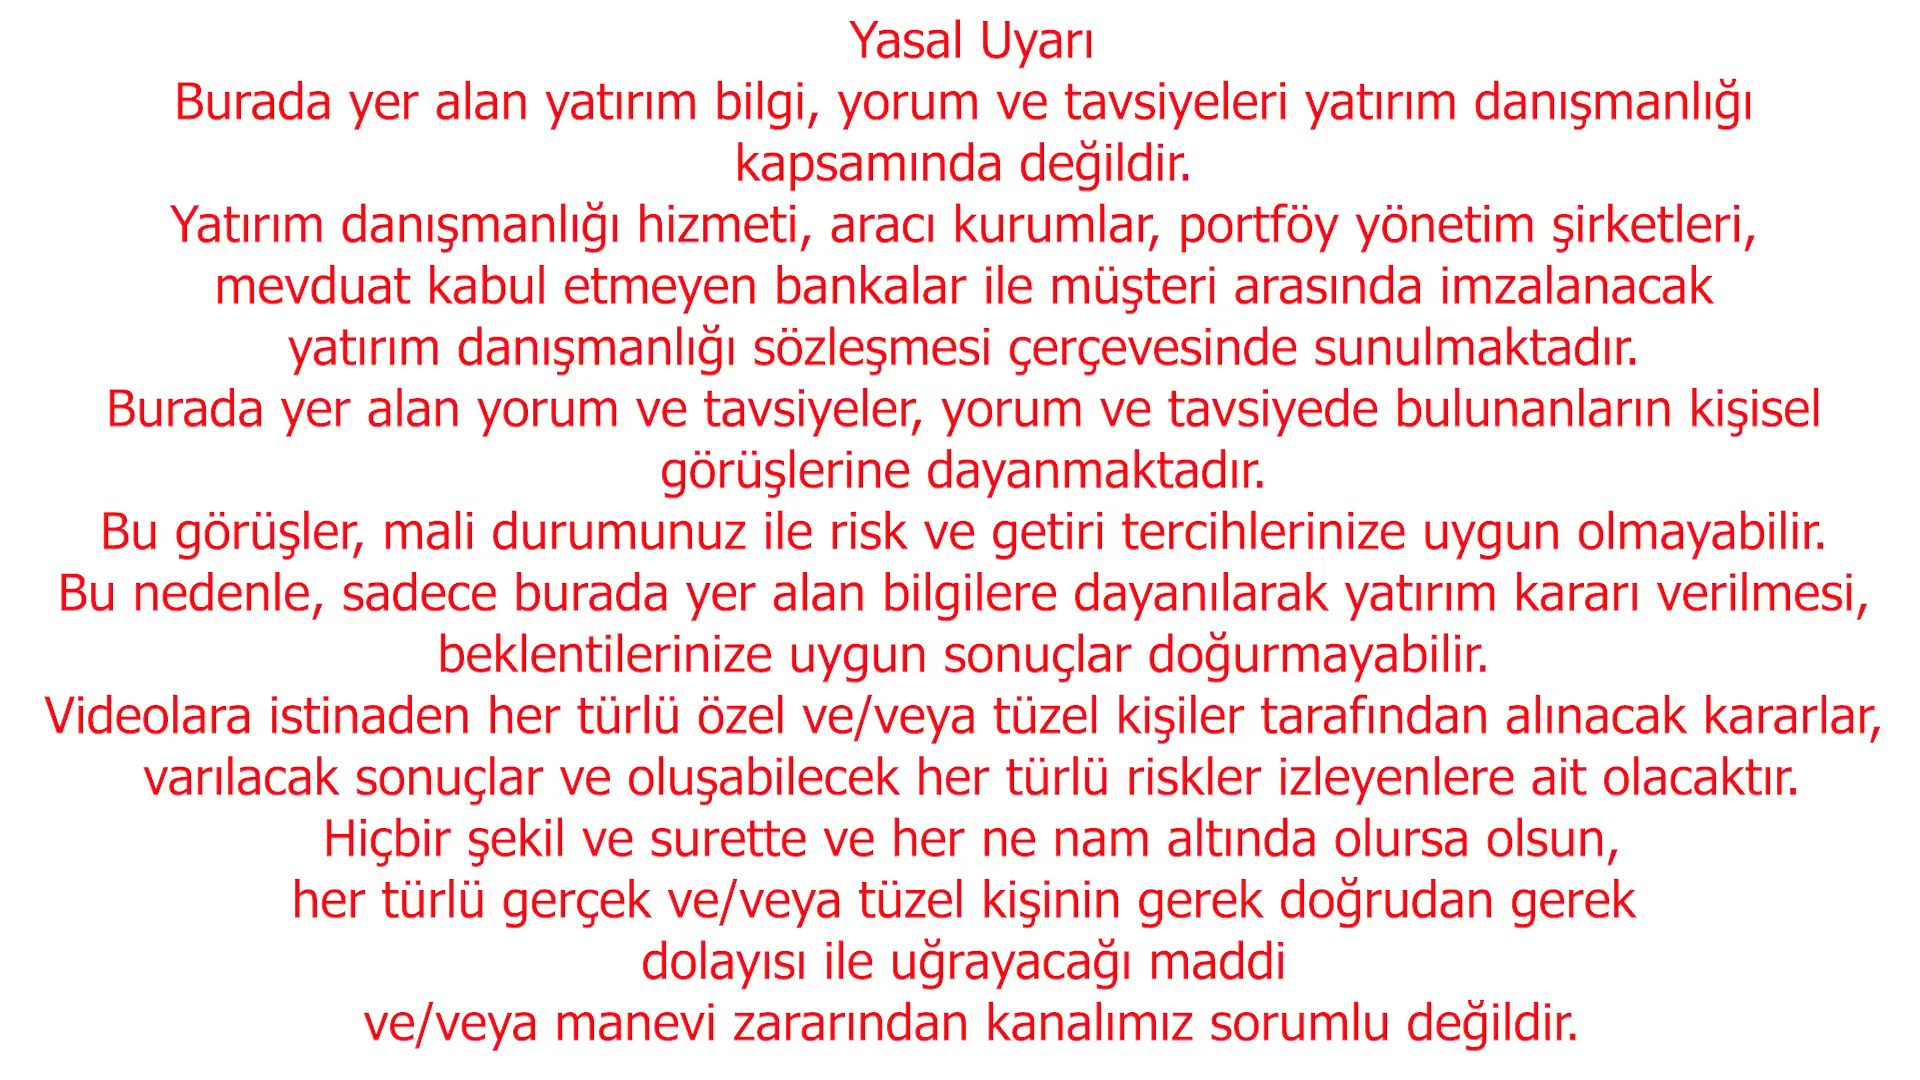 Yasal Uyarı
Burada yer alan yatırım bilgi, yorum ve tavsiyeleri yatırım danışmanlığı
kapsamında değildir.
Yatırım danışmanlığı hizmeti, aracı kurumlar, portföy yönetim şirketleri,
mevduat kabul etmeyen bankalar ile müşteri arasında imzalanacak
yatırım danışmanlığı sözleşmesi çerçevesinde sunulmaktadır.
Burada yer alan yorum ve tavsiyeler, yorum ve tavsiyede bulunanların kişisel
görüşlerine dayanmaktadır.
Bu görüşler, mali durumunuz ile risk ve getiri tercihlerinize uygun olmayabilir.
Bu nedenle, sadece burada yer alan bilgilere dayanılarak yatırım kararı verilmesi,
beklentilerinize uygun sonuçlar doğurmayabilir.
Videolara istinaden her türlü özel ve/veya tüzel kişiler tarafından alınacak kararlar,
varılacak sonuçlar ve oluşabilecek her türlü riskler izleyenlere ait olacaktır.
Hiçbir şekil ve surette ve her ne nam altında olursa olsun,
her türlü gerçek ve/veya tüzel kişinin gerek doğrudan gerek
dolayısı ile uğrayacağı maddi
ve/veya manevi zararından kanalımız sorumlu değildir.